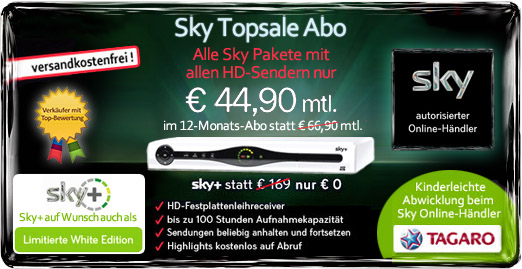 Sky Topsale Abo
versandkostenfrei !
Alle Sky Pakete mit
allen HD-Sendern nur
€ 44,90 mtl.
im 12-Monats-Abo statt € 66,90 mtl.
Verkäufer mit
Top-Bewertung
sky
autorisierter
Online-Händler
sky+
sky+ statt € 169 nur € 0
sky+
Sky+ auf Wunsch auch als
Limitierte White Edition
✓ HD-Festplattenleihreceiver
✓ bis zu 100 Stunden Aufnahmekapazität
✓ Sendungen beliebig anhalten und fortsetzen
✓ Highlights kostenlos auf Abruf
Kinderleichte
Abwicklung beim
Sky Online-Händler
TAGARO